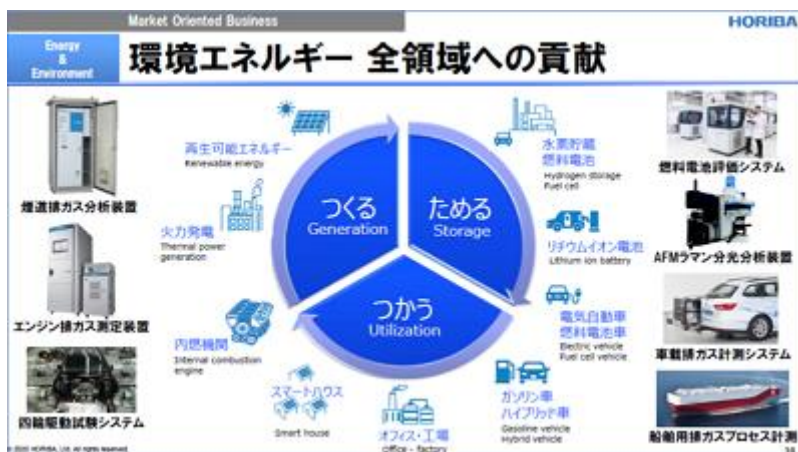 Market Oriented Business
HORIBA
Energy
&
Environment
環境エネルギー 全領域への貢献
煙道排ガス分析装置
エンジン排ガス測定装置
四輪駆動試験システム
再生可能エネルギー
Renewable energy
火力発電
Thermal power
generation
内燃機関
Internal combustion
engine
スマートハウス
Smart house
オフィス・工場
Office・factory
つくる
Generation
ためる
Storage
つかう
Utilization
水素貯蔵
燃料電池
Hydrogen storage
Fuel cell
リチウムイオン電池
Lithium ion battery
電気自動車
燃料電池車
Electric vehicle
Fuel cell vehicle
ガソリン車
ハイブリッド車
Gasoline vehicle
Hybrid vehicle
燃料電池評価システム
AFMラマン分光分析装置
車載排ガス計測システム
船舶用排ガスプロセス計測
HORIBA, Ltd. All rights reserved.